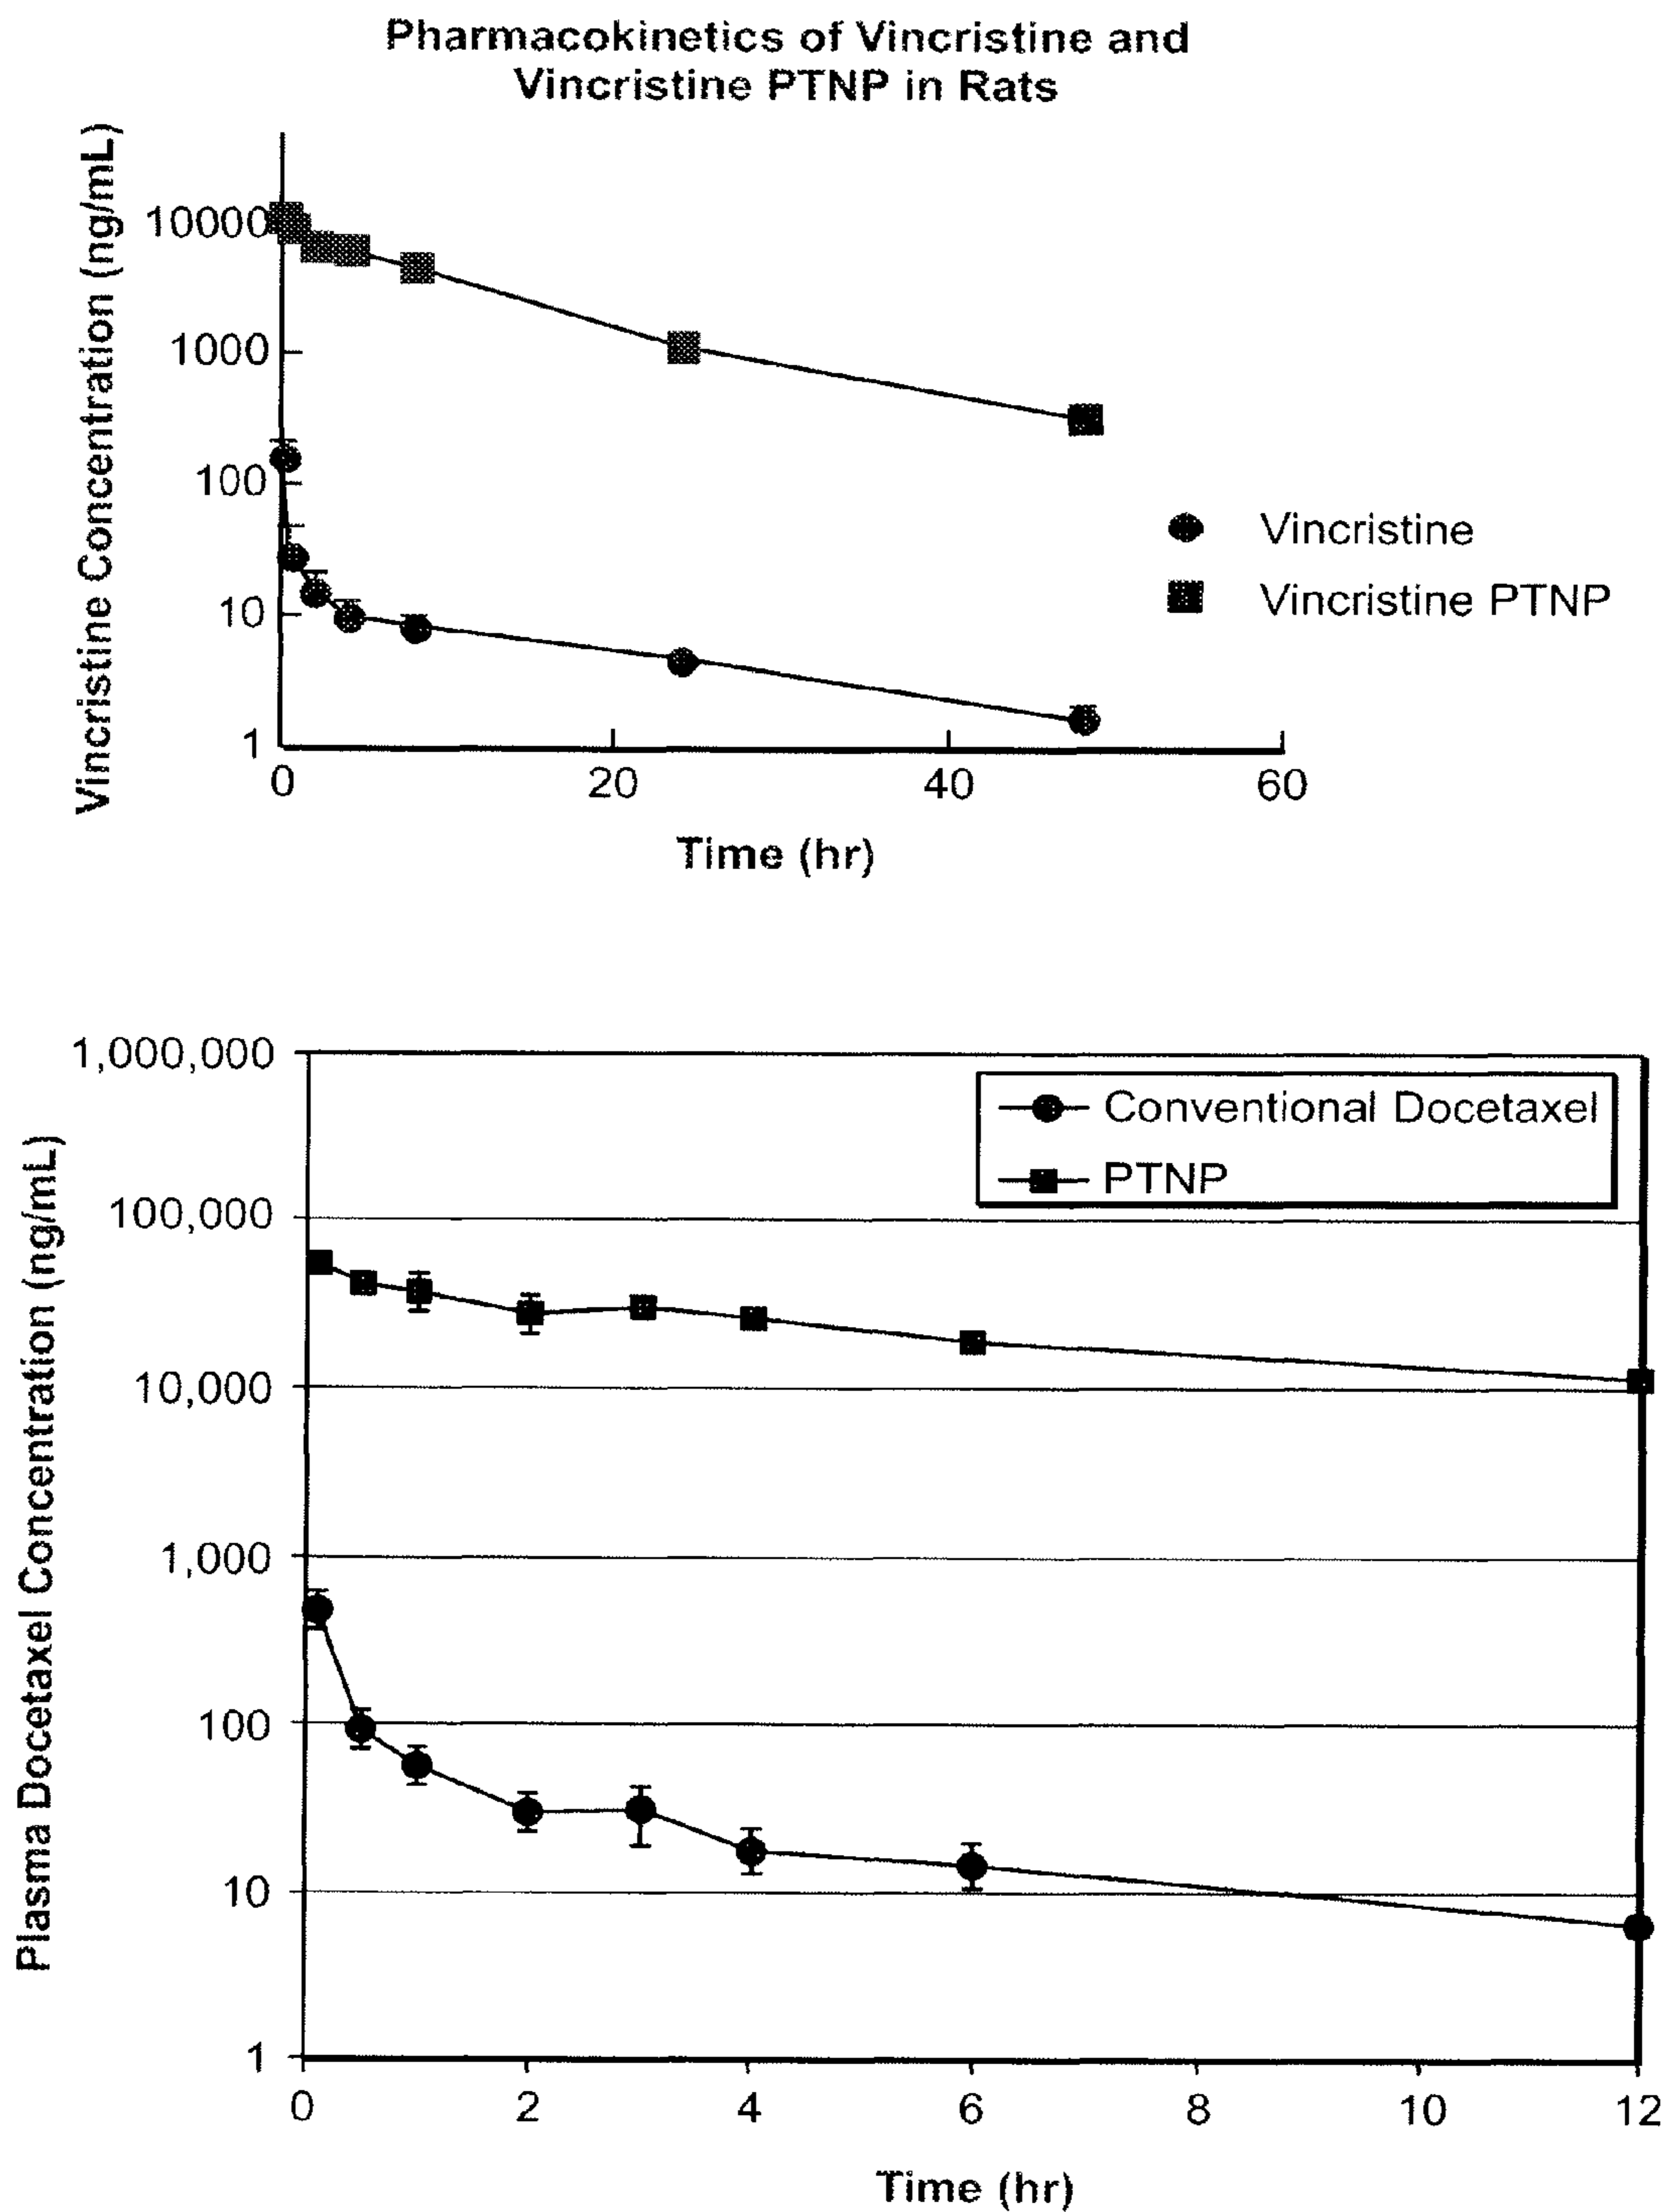 Pharmacokinetics of Vincristine and
Vincristine PTNP in Rats
Vincristine Concentration (ng/mL)
10000
1000
100
10
1
0
20
40
60
Time (hr)
Vincristine
Vincristine PTNP
Plasma Docetaxel Concentration (ng/mL)
1,000,000
100,000
10,000
1,000
100
10
1
0
2
4
6
8
10
12
Time (hr)
Conventional Docetaxel
PTNP